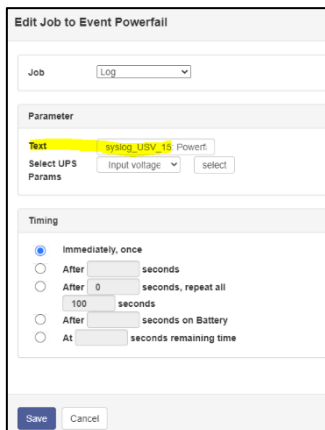 Edit Job to Event Powerfail
Job Log
Parameter
Text syslog_USV_15: Powerf
Select UPS Params Input voltage select
Timing
Immediately, once
After seconds
After 0 seconds, repeat all
100 seconds
After seconds on Battery
At seconds remaining time
Save Cancel